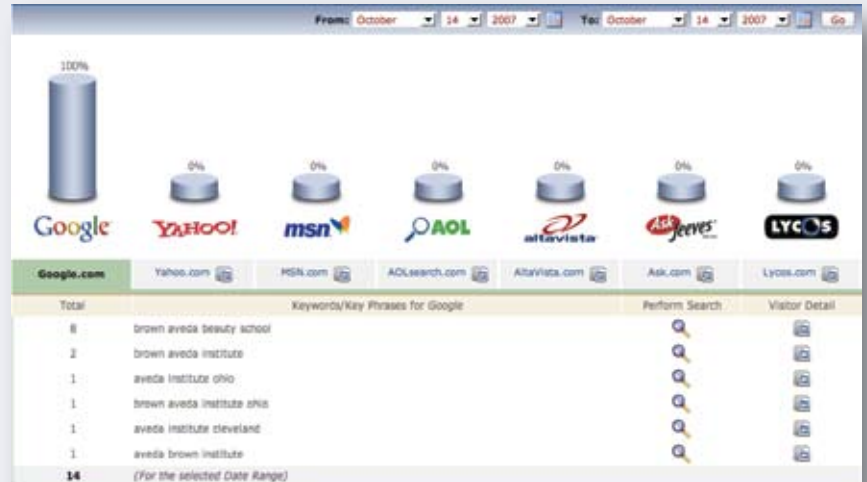 From: October 14 2007 To: October 14 2007 Go
100%
0% 0% 0% 0% 0% 0%
Google YAHOO! msn AOL altavista Ask Jeeves LYCOS
Google.com Yahoo.com MSN.com AOLsearch.com AltaVista.com Ask.com Lycos.com
Total Keywords/Key Phrases for Google Perform Search Visitor Detail
8 brown aveda beauty school
2 brown aveda institute
1 aveda institute ohio
1 brown aveda institute ohio
1 aveda institute cleveland
1 aveda brown institute
14 (For the selected Date Range)